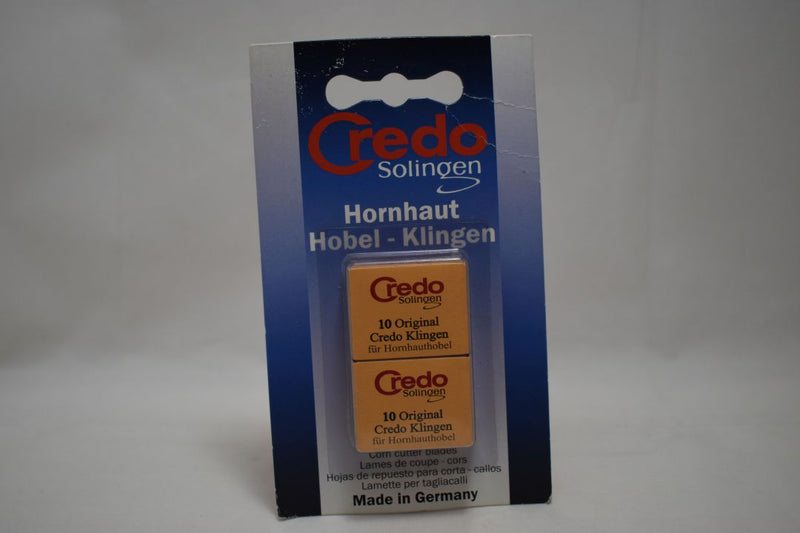 Credo
Solingen
Hornhaut
Hobel - Klingen
Credo
Solingen
10 Original
Credo Klingen
für Hornhauthobel
Credo
Solingen
10 Original
Credo Klingen
für Hornhauthobel
Corn cutter blades
Lames de coupe - cors
Hojas de repuesto para corta - callos
Lamette per tagliacalli
Made in Germany